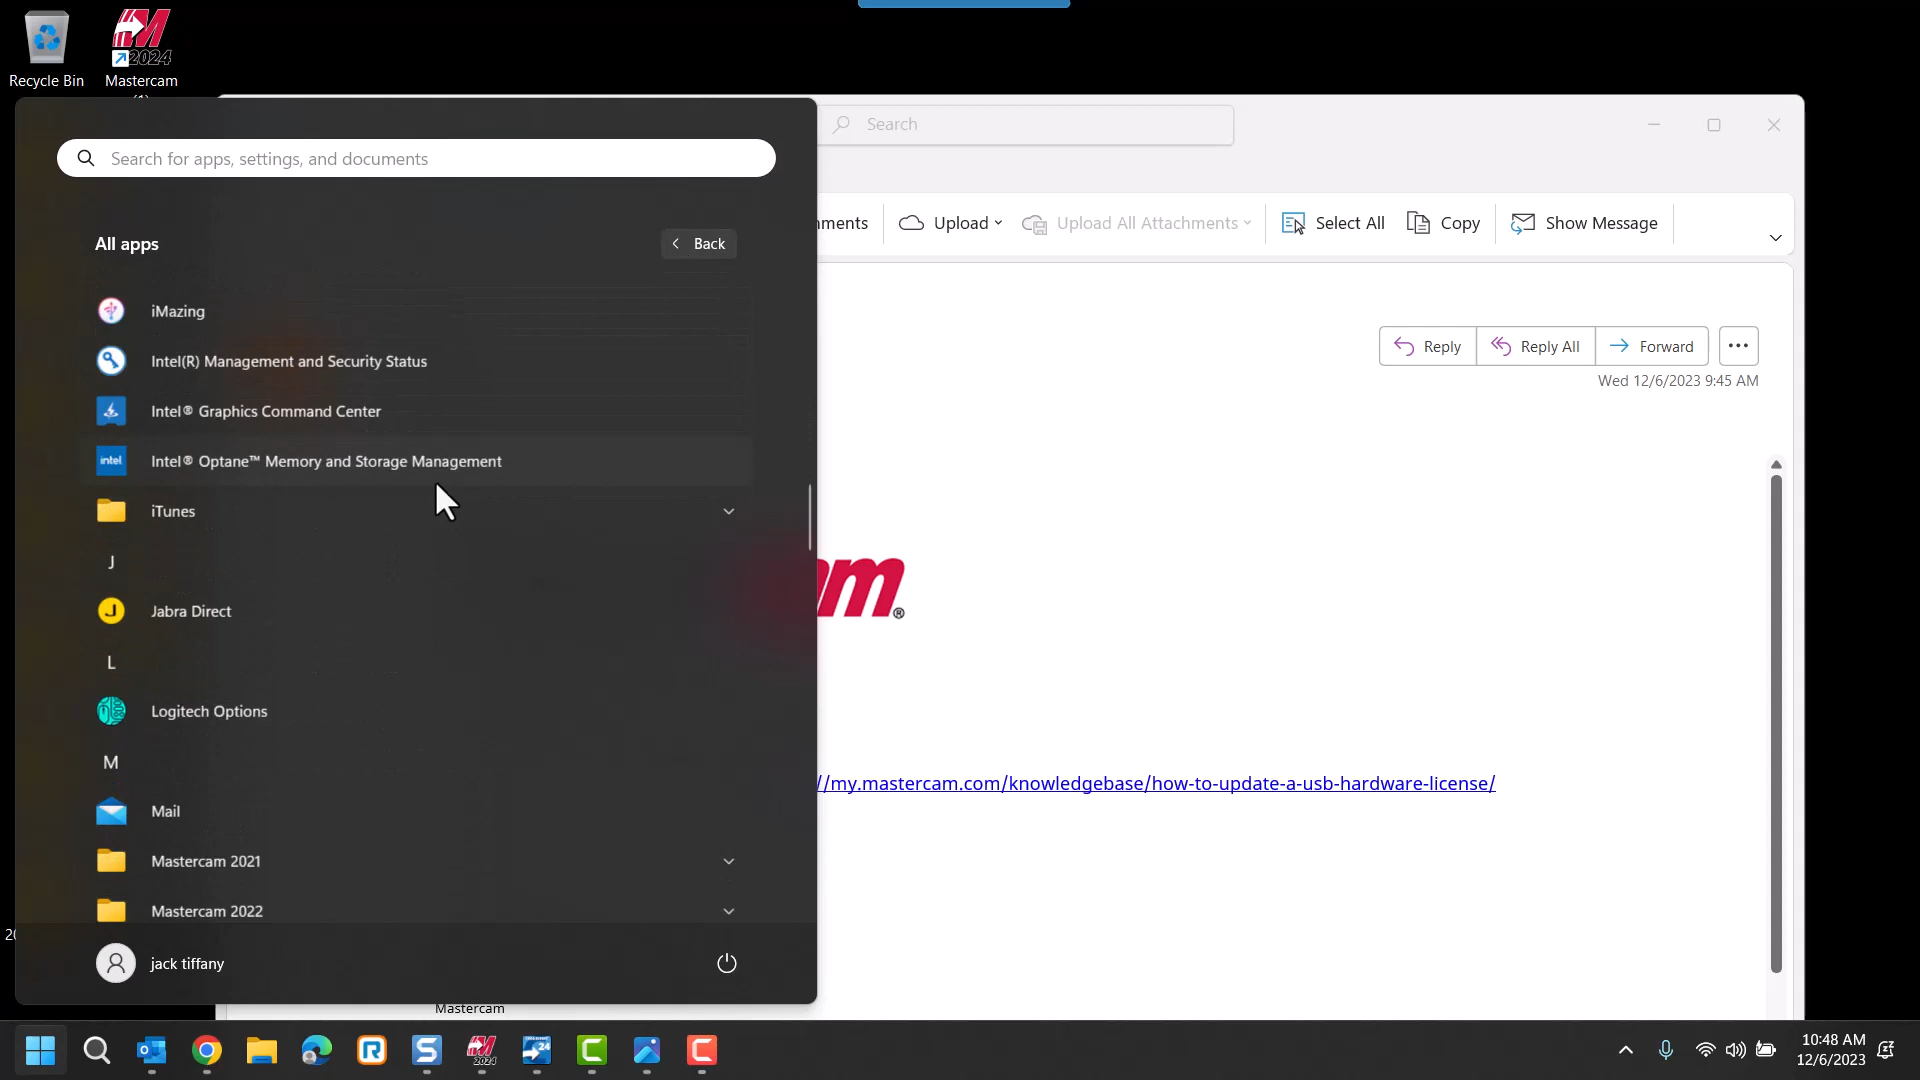 Recycle Bin
Mastercam
2024
Search for apps, settings, and documents
All apps
Back
iMazing
Intel(R) Management and Security Status
Intel® Graphics Command Center
intel
Intel® Optane™ Memory and Storage Management
iTunes
J
Jabra Direct
L
Logitech Options
M
Mail
Mastercam 2021
Mastercam 2022
jack tiffany
Search
Upload
Upload All Attachments
Select All
Copy
Show Message
Reply
Reply All
Forward
Wed 12/6/2023 9:45 AM
m®
//my.mastercam.com/knowledgebase/how-to-update-a-usb-hardware-license/
Mastercam
10:48 AM
12/6/2023